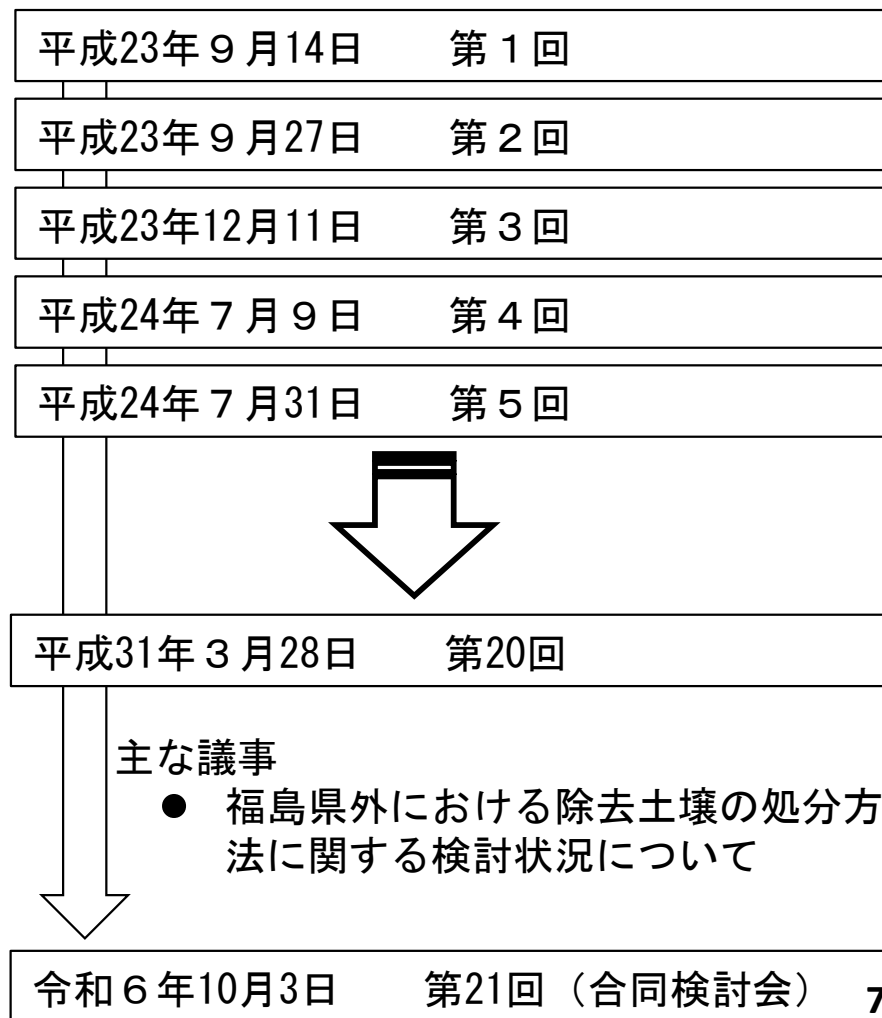 平成23年９月14日　　第１回
平成23年９月27日　　第２回
平成23年12月11日　　第３回
平成24年７月９日　　第４回
平成24年７月31日　　第５回
平成31年３月28日　　第20回
主な議事
●　福島県外における除去土壌の処分方
法に関する検討状況について
令和６年10月3日　　第21回（合同検討会）
7